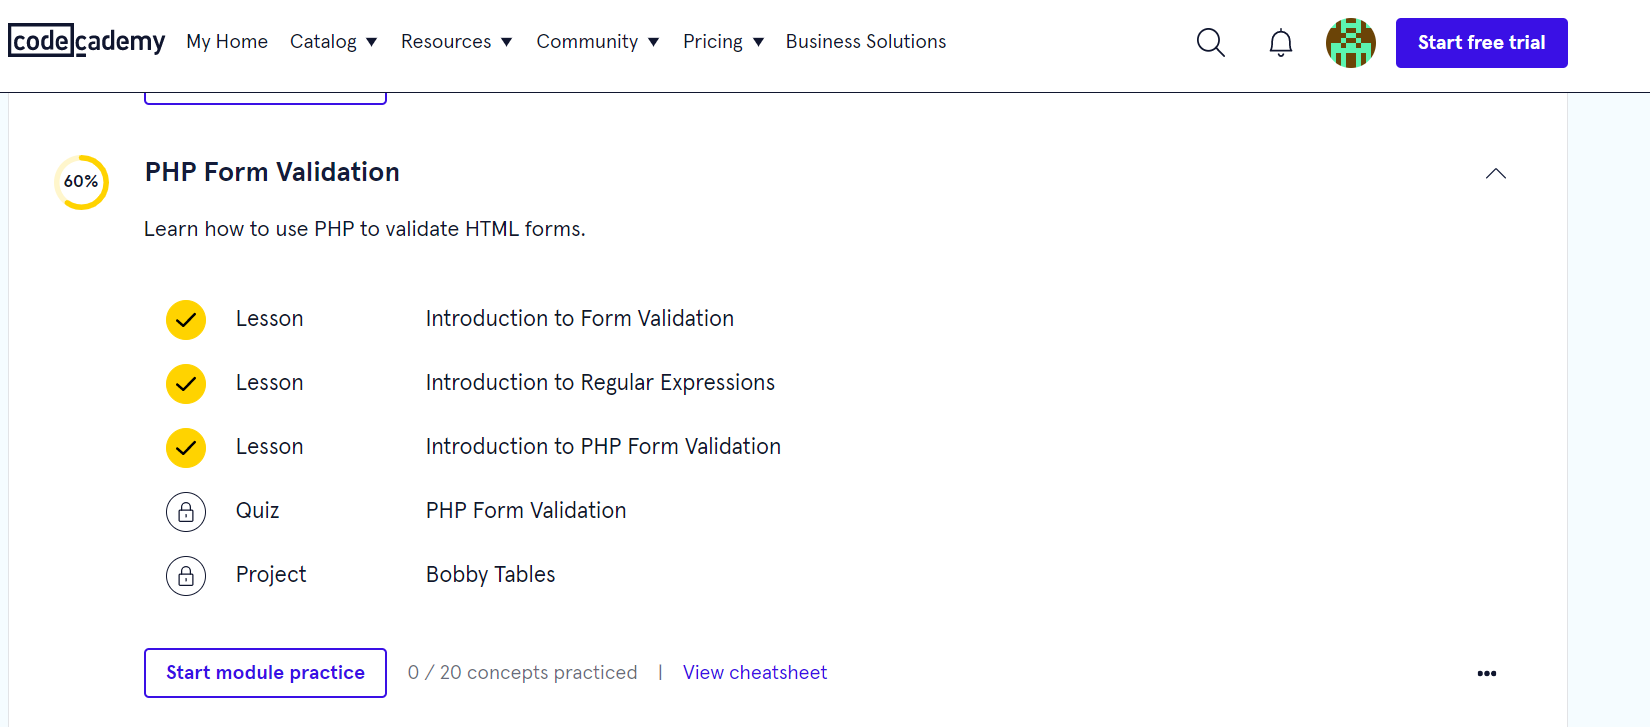 codecademy My Home Catalog Resources Community Pricing Business Solutions Start free trial
60% PHP Form Validation
Learn how to use PHP to validate HTML forms.
Lesson Introduction to Form Validation
Lesson Introduction to Regular Expressions
Lesson Introduction to PHP Form Validation
Quiz PHP Form Validation
Project Bobby Tables
Start module practice 0 / 20 concepts practiced | View cheatsheet